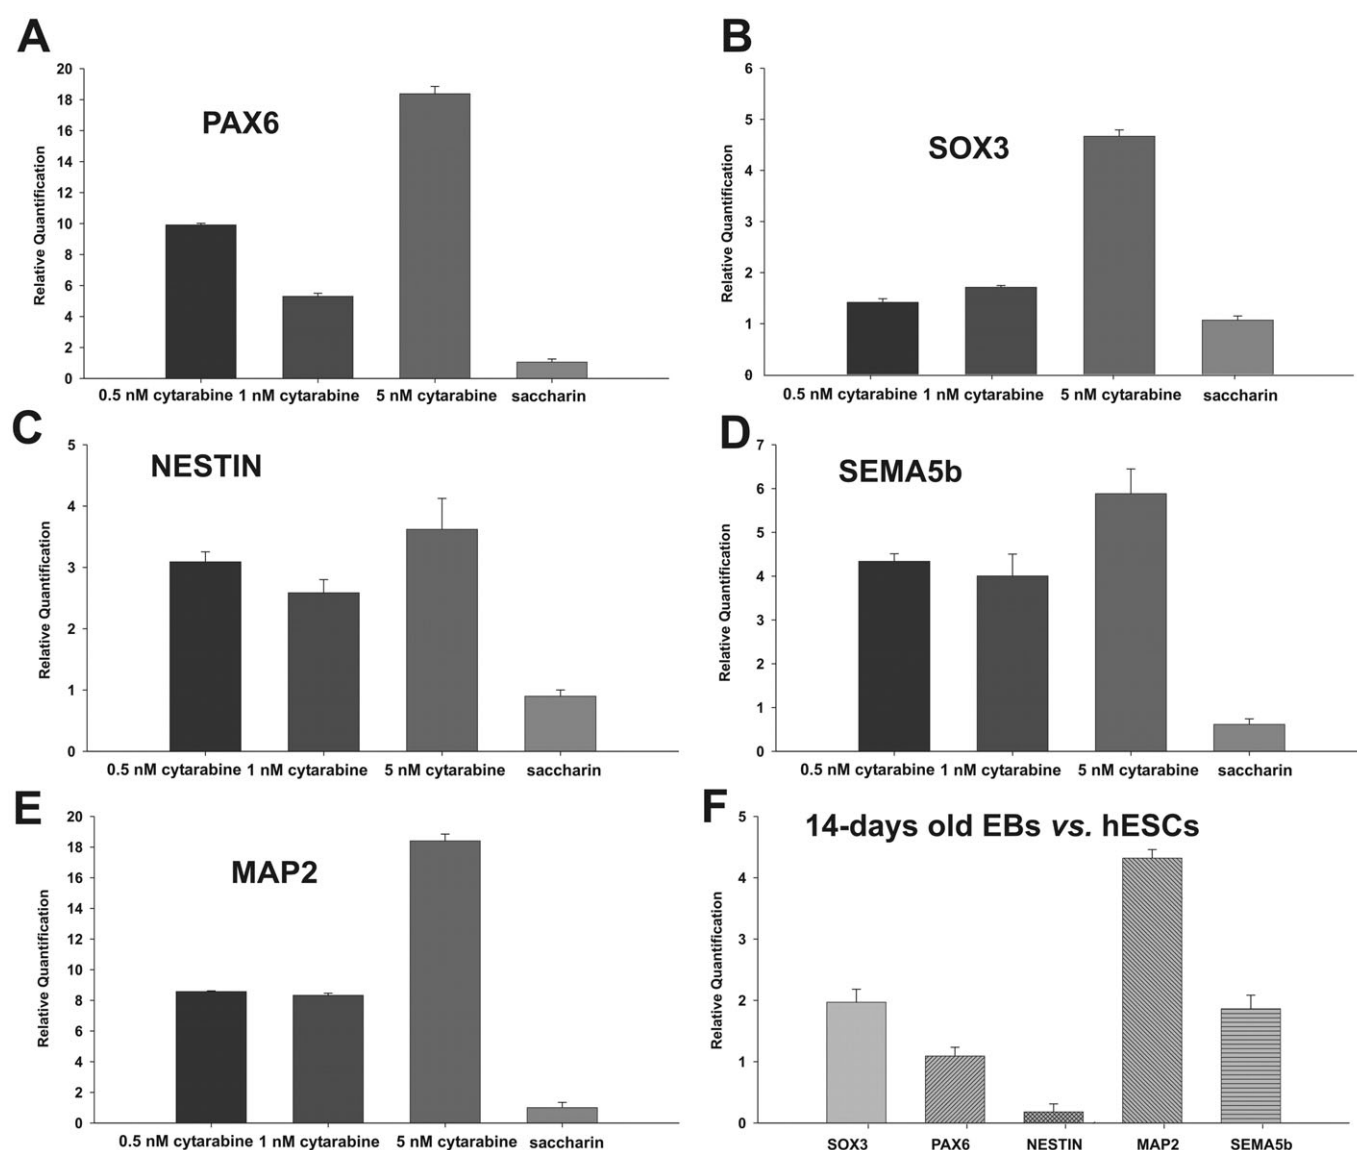 A
PAX6
Relative Quantification
20
18
16
14
12
10
8
6
4
2
0
0.5 nM cytarabine 1 nM cytarabine 5 nM cytarabine saccharin
B
SOX3
Relative Quantification
6
5
4
3
2
1
0
0.5 nM cytarabine 1 nM cytarabine 5 nM cytarabine saccharin
C
NESTIN
Relative Quantification
5
4
3
2
1
0
0.5 nM cytarabine 1 nM cytarabine 5 nM cytarabine saccharin
D
SEMA5b
Relative Quantification
7
6
5
4
3
2
1
0
0.5 nM cytarabine 1 nM cytarabine 5 nM cytarabine saccharin
E
MAP2
Relative Quantification
20
18
16
14
12
10
8
6
4
2
0
0.5 nM cytarabine 1 nM cytarabine 5 nM cytarabine saccharin
F
14-days old EBs vs. hESCs
Relative Quantification
5
4
3
2
1
0
SOX3 PAX6 NESTIN MAP2 SEMA5b